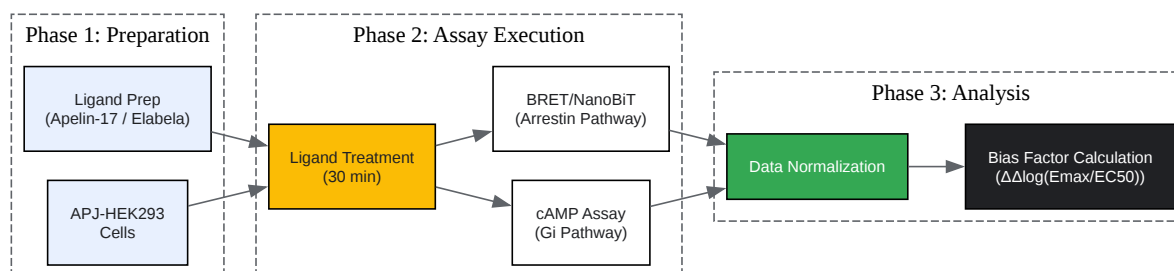 Phase 1: Preparation
Ligand Prep
(Apelin-17 / Elabela)
APJ-HEK293
Cells
Phase 2: Assay Execution
Ligand Treatment
(30 min)
BRET/NanoBiT
(Arrestin Pathway)
cAMP Assay
(Gi Pathway)
Phase 3: Analysis
Data Normalization
Bias Factor Calculation
(ΔΔlog(Emax/EC50))